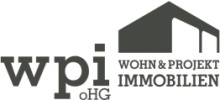 wpi
oHG
WOHN & PROJEKT
IMMOBILIEN